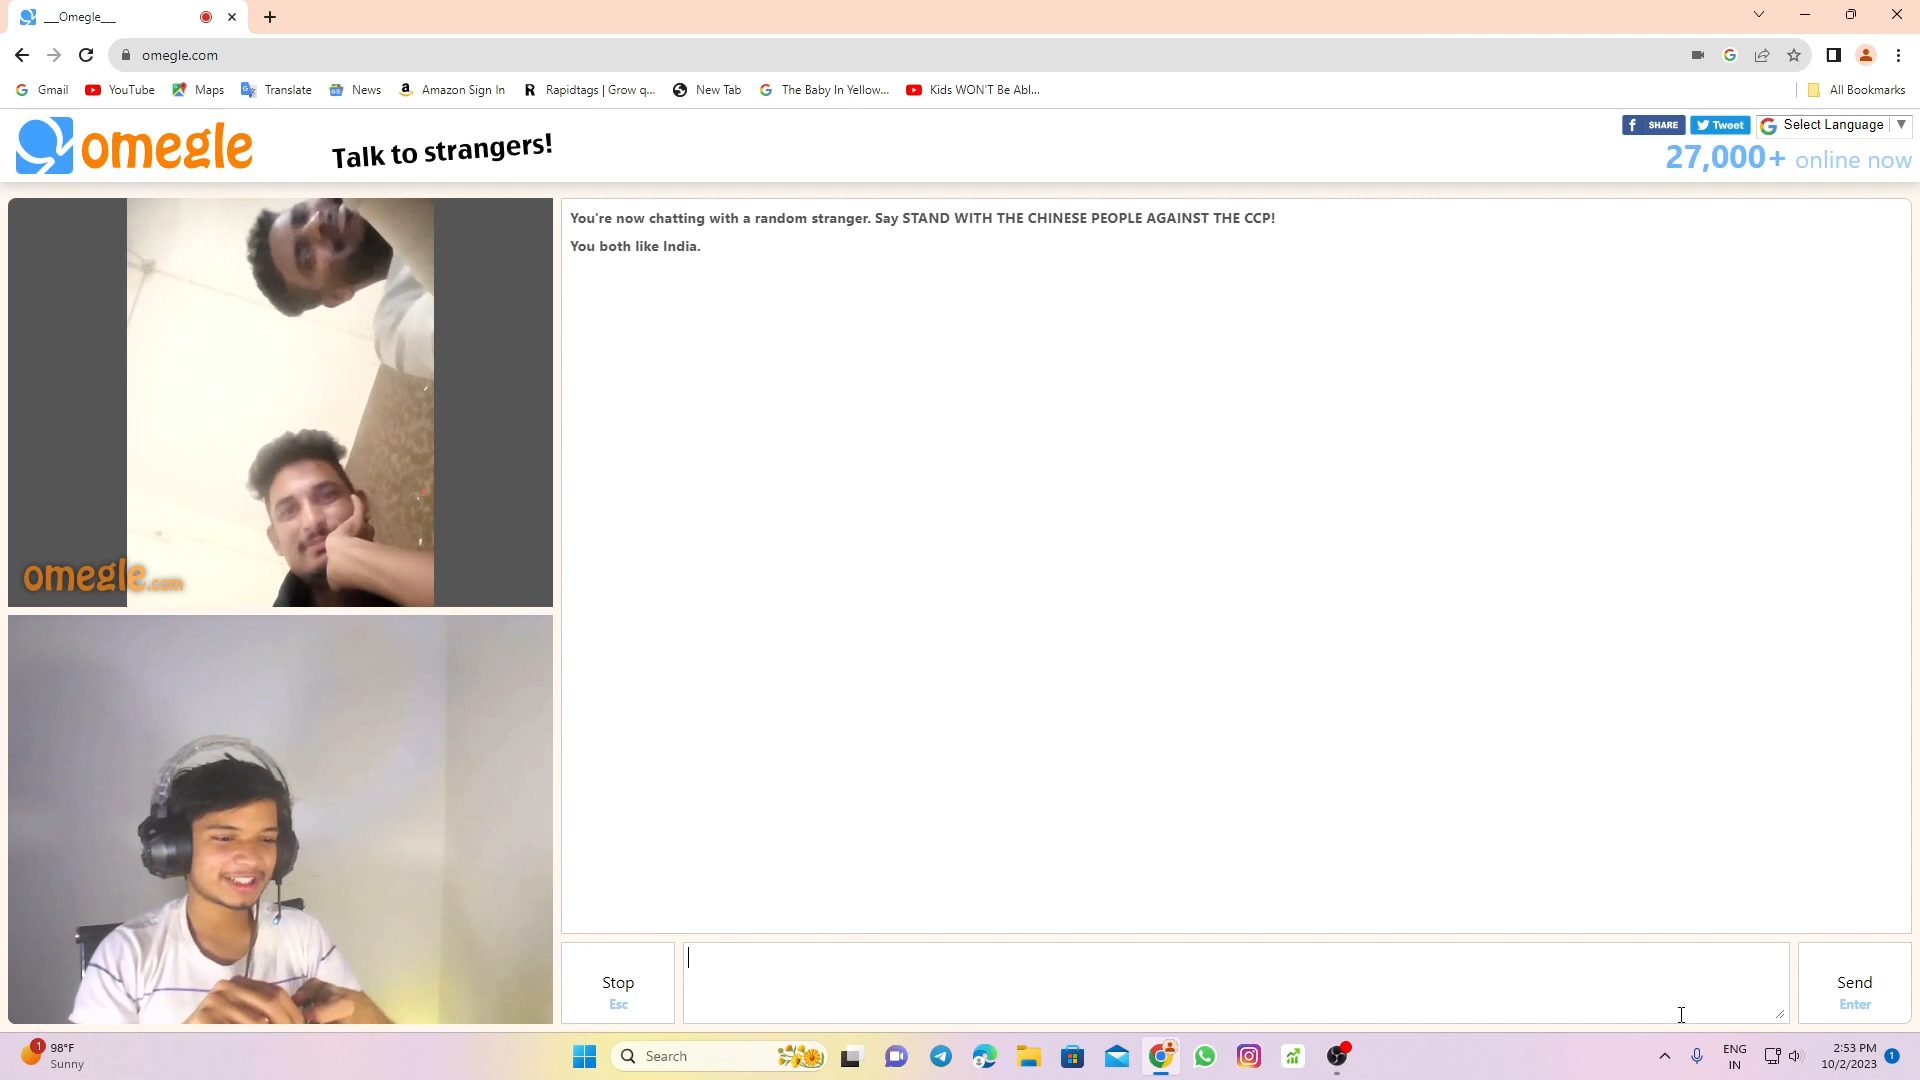 __Omegle__
omegle.com
Gmail
YouTube
Maps
Translate
News
Amazon Sign In
Rapidtags | Grow q...
New Tab
The Baby In Yellow...
Kids WON'T Be Abl...
All Bookmarks
omegle
Talk to strangers!
SHARE
Tweet
Select Language
27,000+ online now
You're now chatting with a random stranger. Say STAND WITH THE CHINESE PEOPLE AGAINST THE CCP!
You both like India.
omegle.com
Stop
Esc
Send
Enter
1
98°F
Sunny
Search
ENG
IN
2:53 PM
10/2/2023
1